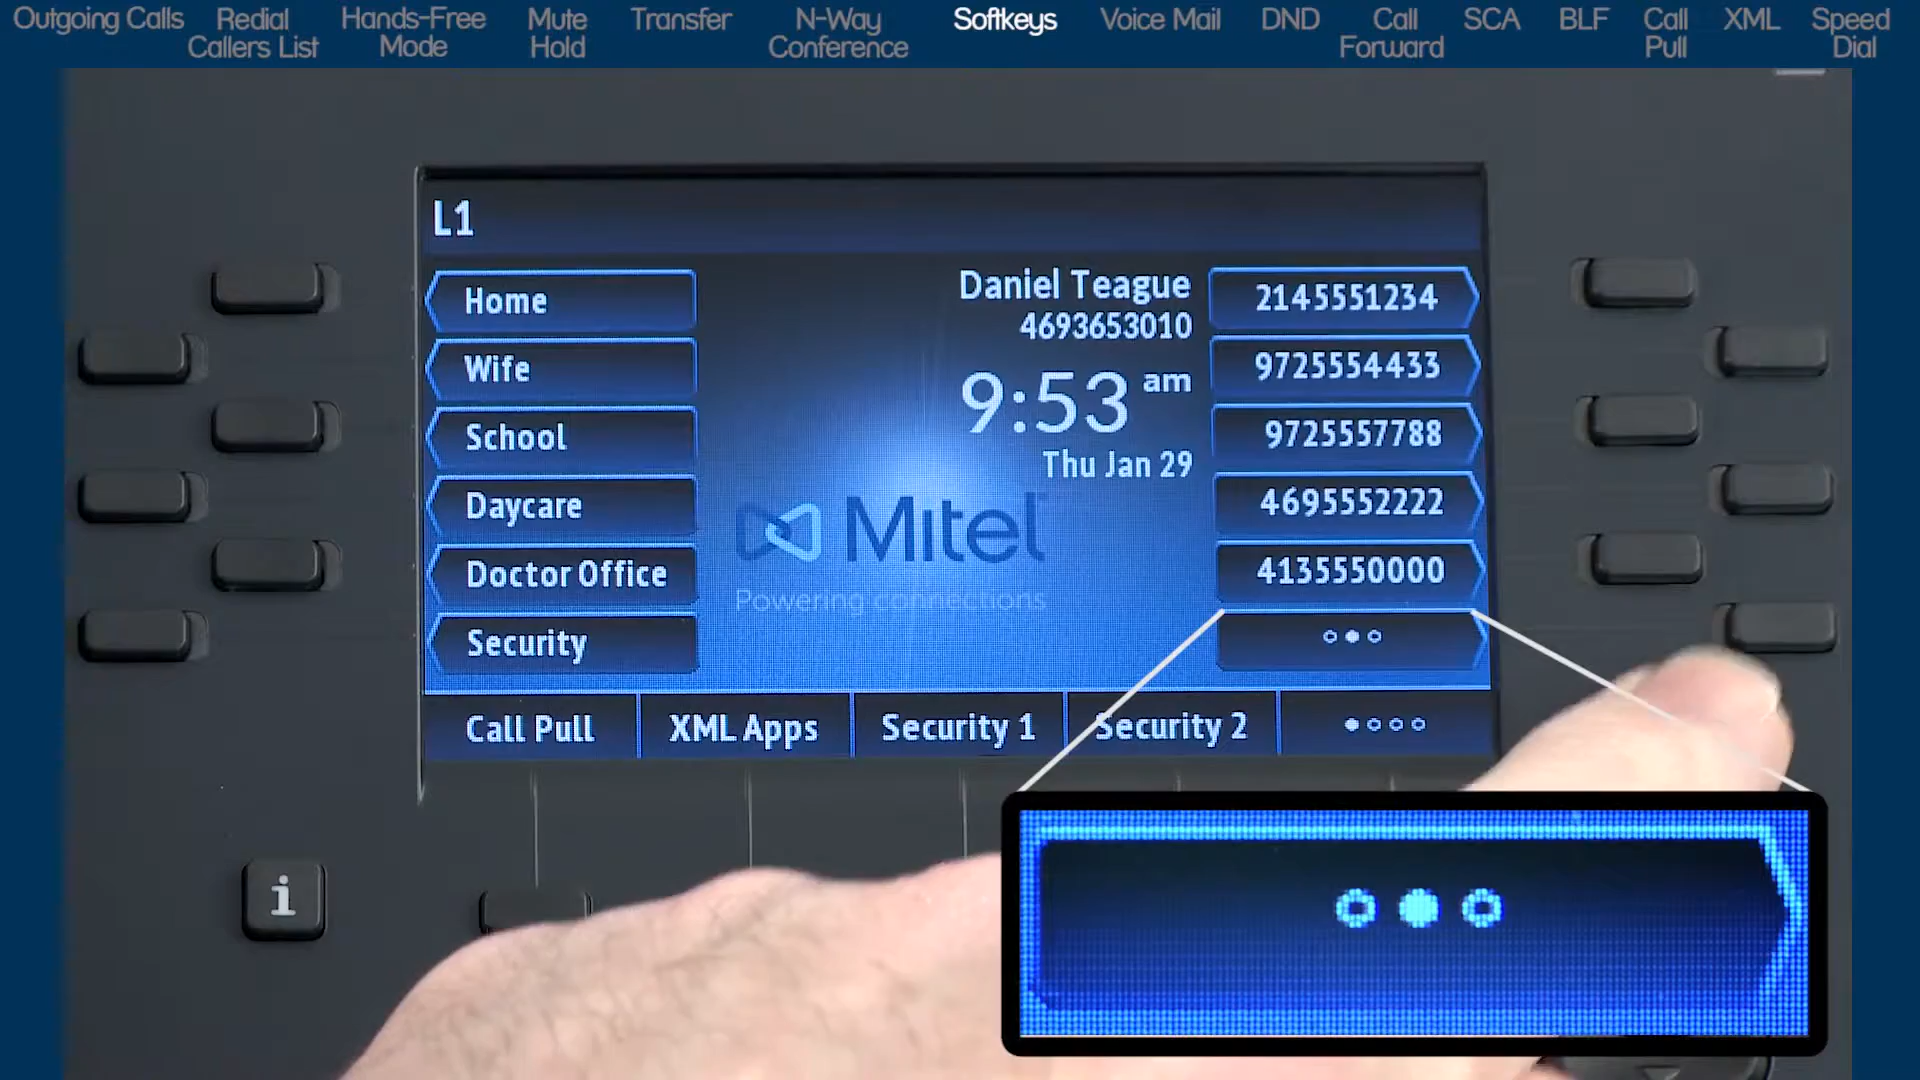 Outgoing Calls
Redial
Callers List
Hands-Free
Mode
Mute
Hold
Transfer
N-Way
Conference
Softkeys
Voice Mail
DND
Call
Forward
SCA
BLF
Call
Pull
XML
Speed
Dial
L1
Home
Wife
School
Daycare
Doctor Office
Security
Daniel Teague
4693653010
9:53 am
Thu Jan 29
Mitel
Powering connections
2145551234
9725554433
9725557788
4695552222
4135550000
Call Pull
XML Apps
Security 1
Security 2
i